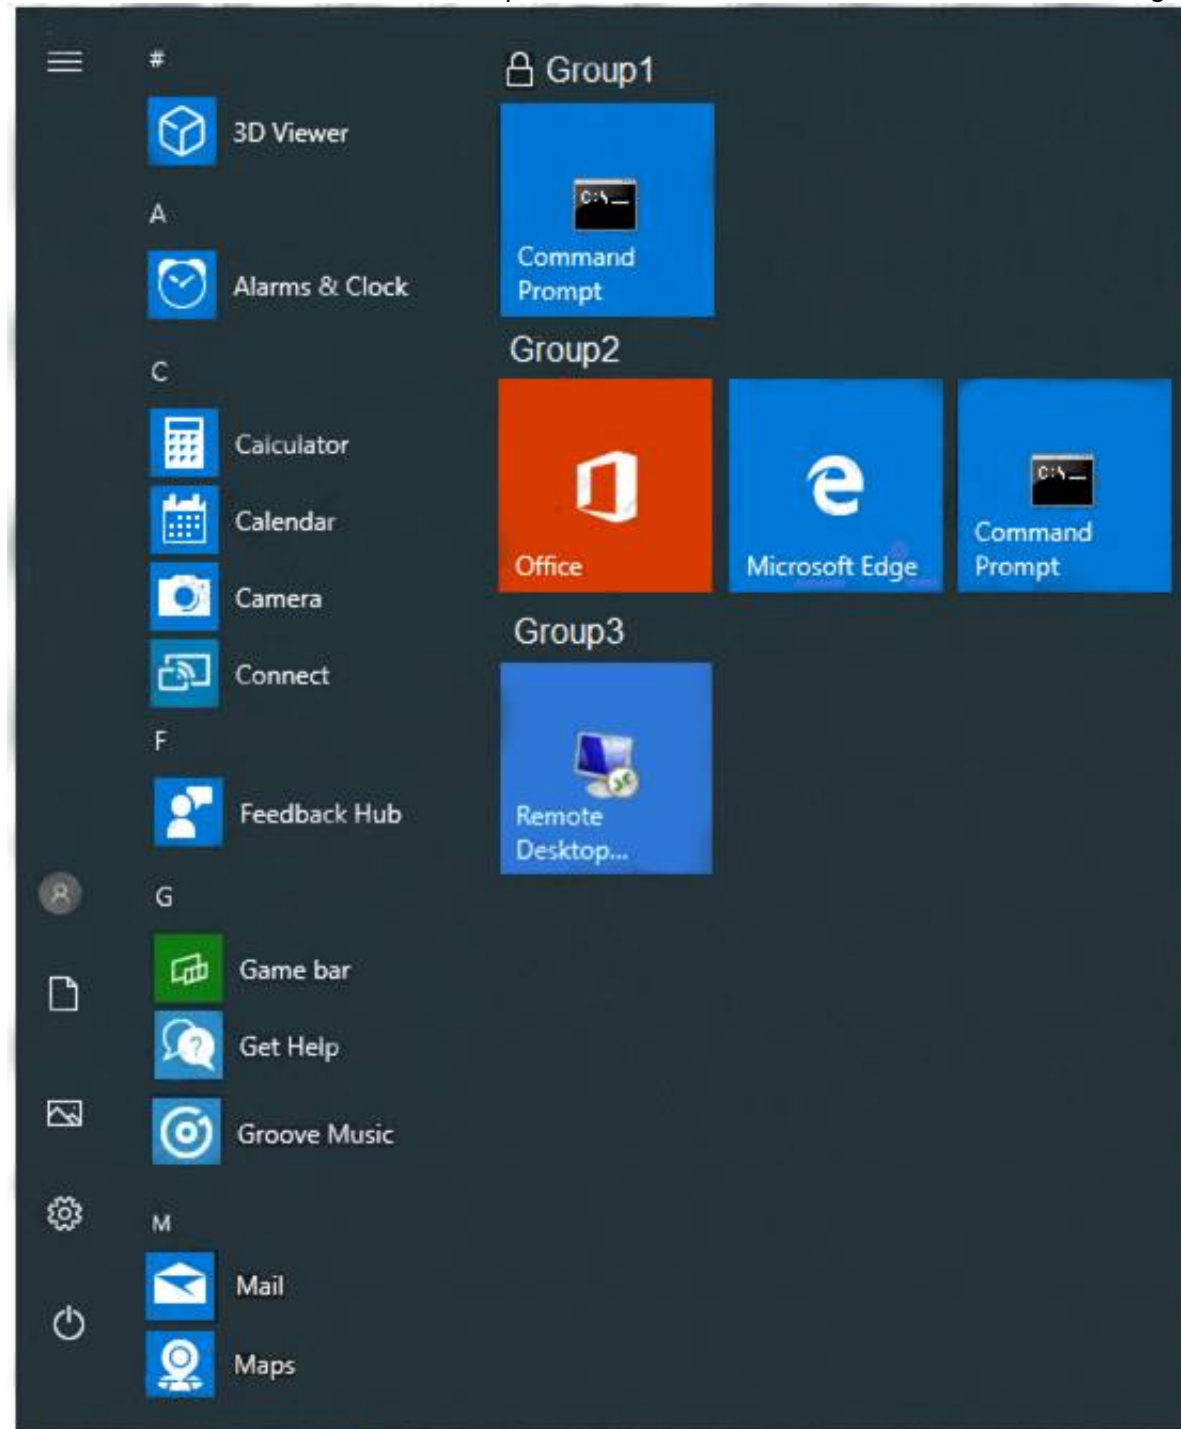 #
3D Viewer
A
Alarms & Clock
C
Caiculator
Calendar
Camera
Connect
F
Feedback Hub
G
Game bar
Get Help
Groove Music
M
Mail
Maps
Group1
C:\
Command
Prompt
Group2
Office
Microsoft Edge
C:\
Command
Prompt
Group3
Remote
Desktop...